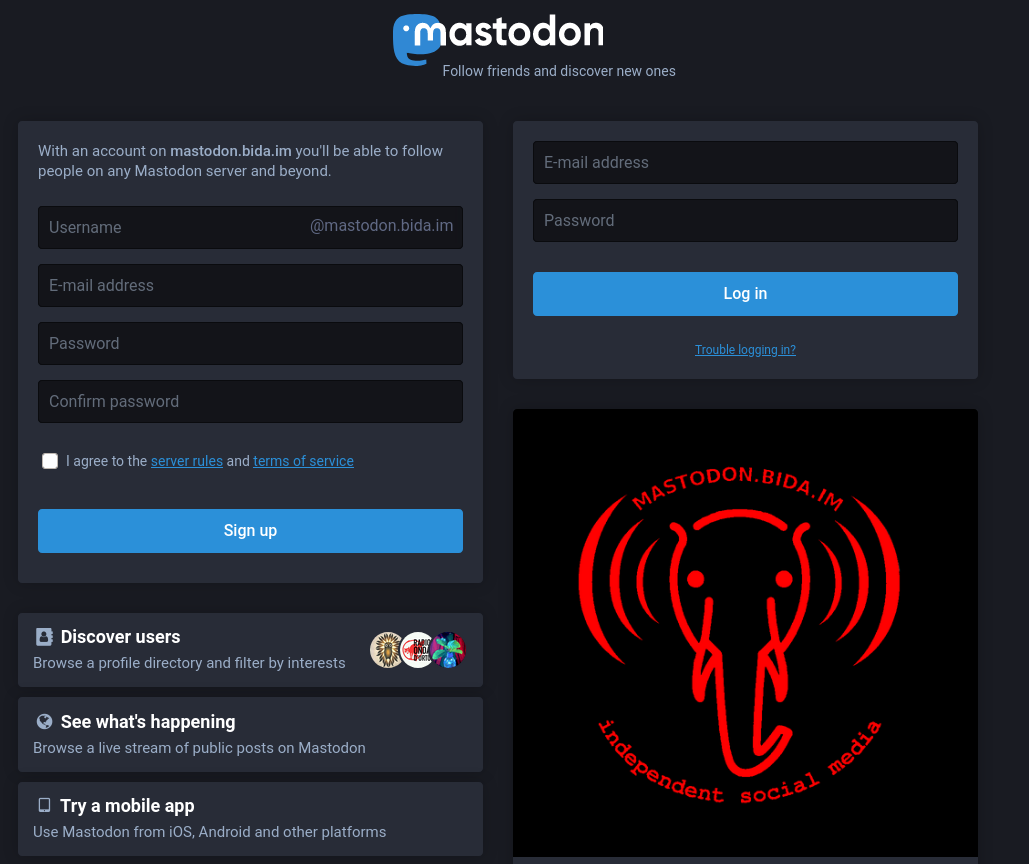 mastodon
Follow friends and discover new ones
With an account on mastodon.bida.im you'll be able to follow
people on any Mastodon server and beyond.
Username
@mastodon.bida.im
E-mail address
Password
Confirm password
I agree to the server rules and terms of service
Sign up
Discover users
Browse a profile directory and filter by interests
See what's happening
Browse a live stream of public posts on Mastodon
Try a mobile app
Use Mastodon from iOS, Android and other platforms
E-mail address
Password
Log in
Trouble logging in?
MASTODON.BIDA.IM
independent social media